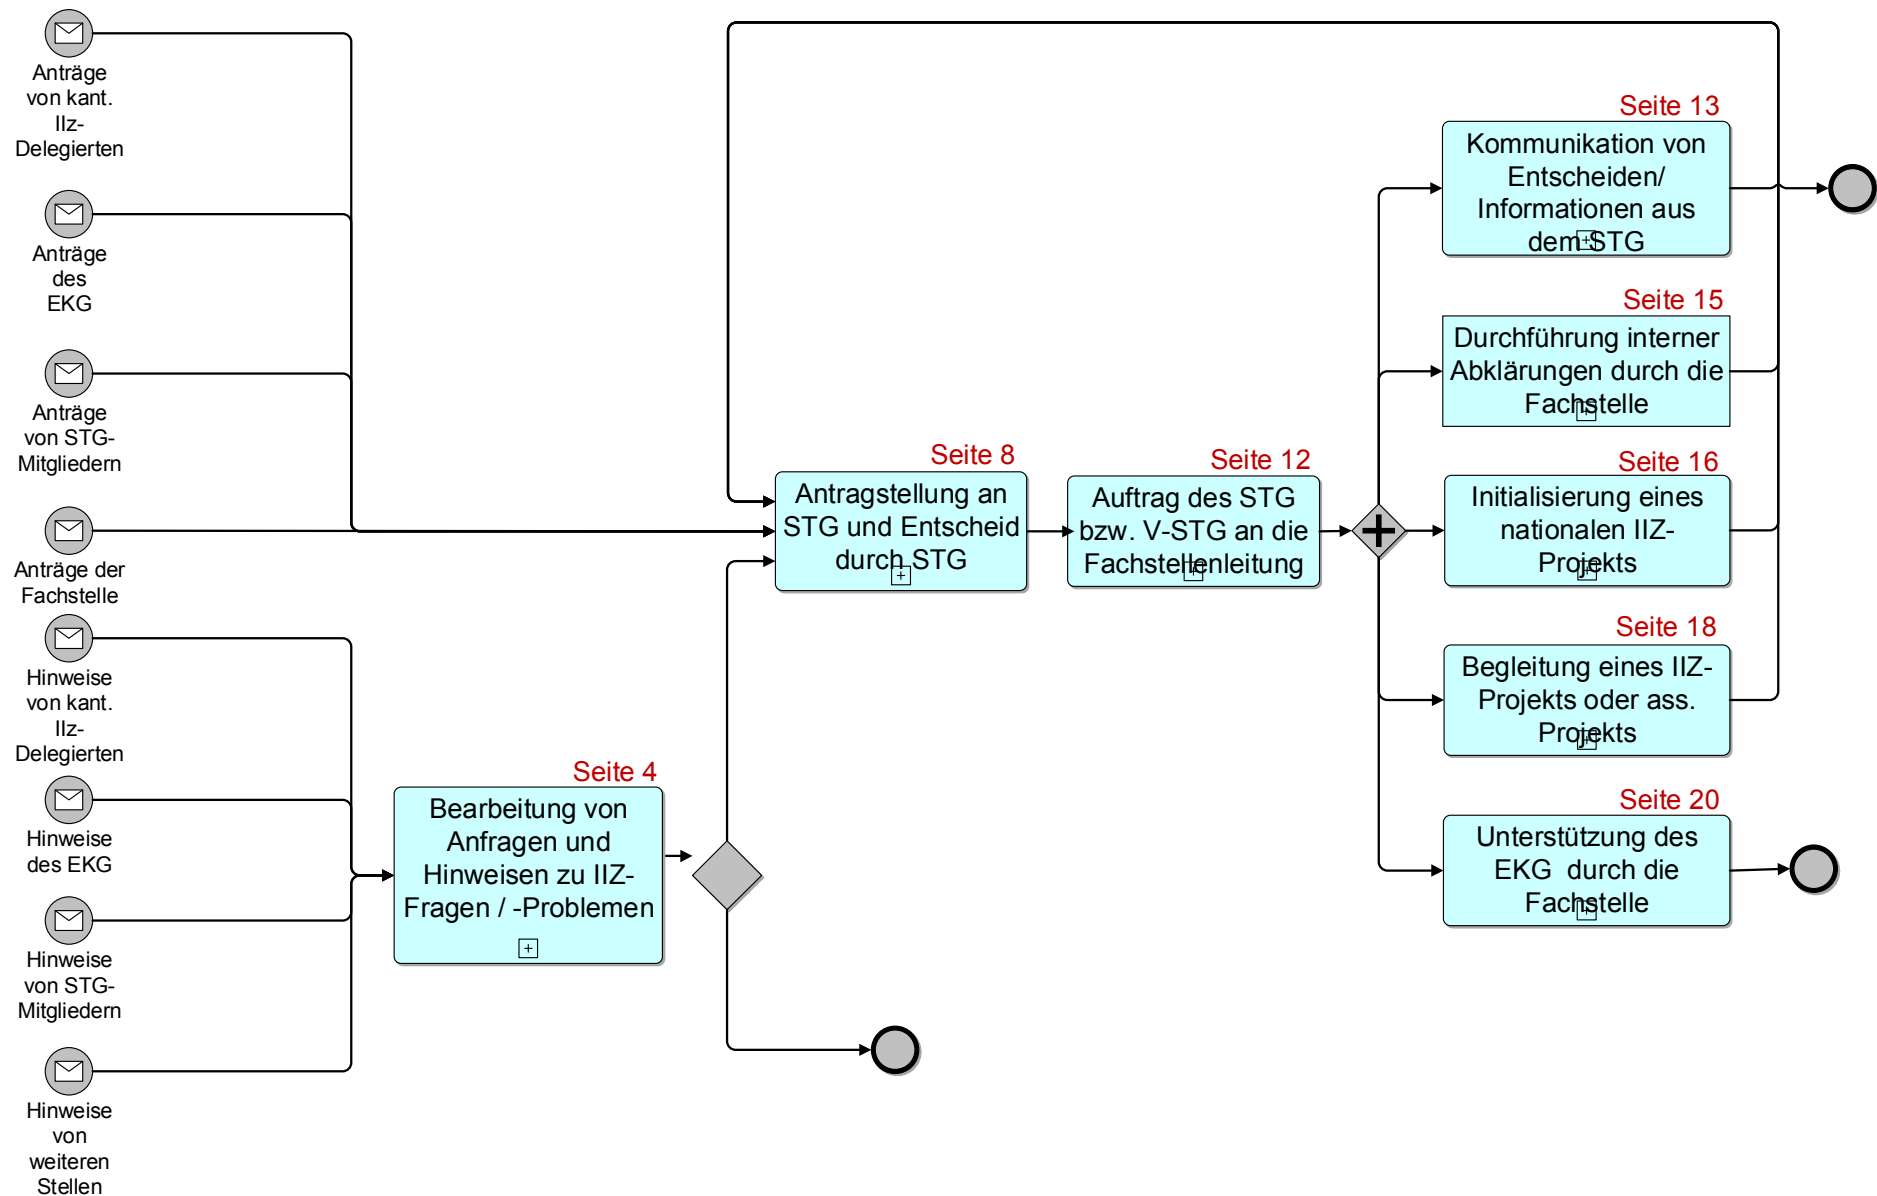 Anträge
von kant.
IIz-
Delegierten
Anträge
des
EKG
Anträge
von STG-
Mitgliedern
Anträge der
Fachstelle
Hinweise
von kant.
IIz-
Delegierten
Hinweise
des EKG
Hinweise
von STG-
Mitgliedern
Hinweise
von
weiteren
Stellen
Seite 4
Bearbeitung von
Anfragen und
Hinweisen zu IIZ-
Fragen / -Problemen
Seite 8
Antragstellung an
STG und Entscheid
durch STG
Seite 12
Auftrag des STG
bzw. V-STG an die
Fachstellenleitung
Seite 13
Kommunikation von
Entscheiden/
Informationen aus
dem STG
Seite 15
Durchführung interner
Abklärungen durch die
Fachstelle
Seite 16
Initialisierung eines
nationalen IIZ-
Projekts
Seite 18
Begleitung eines IIZ-
Projekts oder ass.
Projekts
Seite 20
Unterstützung des
EKG  durch die
Fachstelle